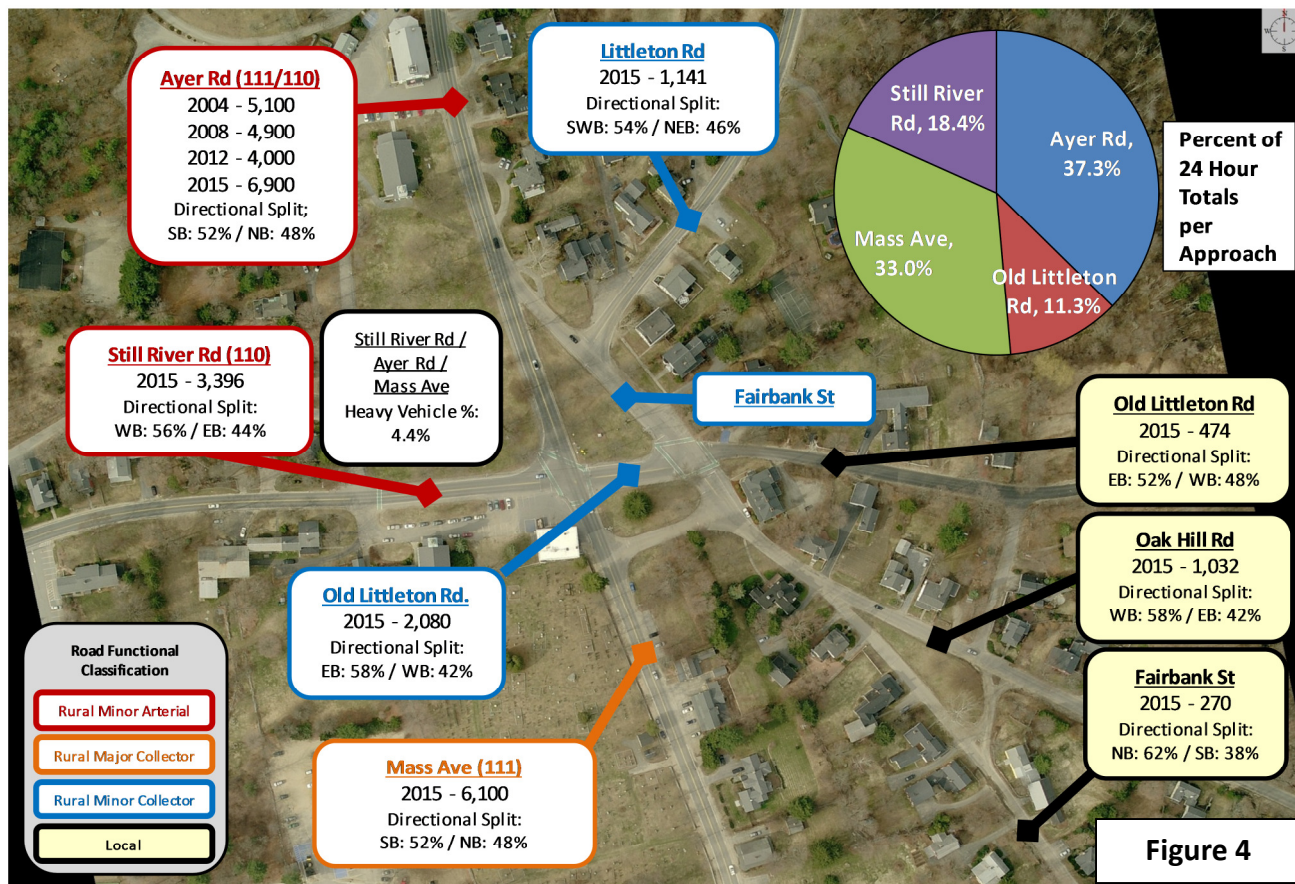 Ayer Rd (111/110)
2004 - 5,100
2008 - 4,900
2012 - 4,000
2015 - 6,900
Directional Split;
SB: 52% / NB: 48%
Littleton Rd
2015 - 1,141
Directional Split:
SWB: 54% / NEB: 46%
Still River
Rd, 18.4%
Ayer Rd,
37.3%
Mass Ave,
33.0%
Old Littleton
Rd, 11.3%
Percent of
24 Hour
Totals
per
Approach
W
S
Still River Rd (110)
2015 - 3,396
Directional Split:
WB: 56% / EB: 44%
Still River Rd /
Ayer Rd /
Mass Ave
Heavy Vehicle %:
4.4%
Fairbank St
Old Littleton Rd
2015 - 474
Directional Split:
EB: 52% / WB: 48%
Oak Hill Rd
2015 - 1,032
Directional Split:
WB: 58% / EB: 42%
Old Littleton Rd.
2015 - 2,080
Directional Split:
EB: 58% / WB: 42%
Fairbank St
2015 - 270
Directional Split:
NB: 62% / SB: 38%
Mass Ave (111)
2015 - 6,100
Directional Split:
SB: 52% / NB: 48%
Road Functional
Classification
Rural Minor Arterial
Rural Major Collector
Rural Minor Collector
Local
Figure 4